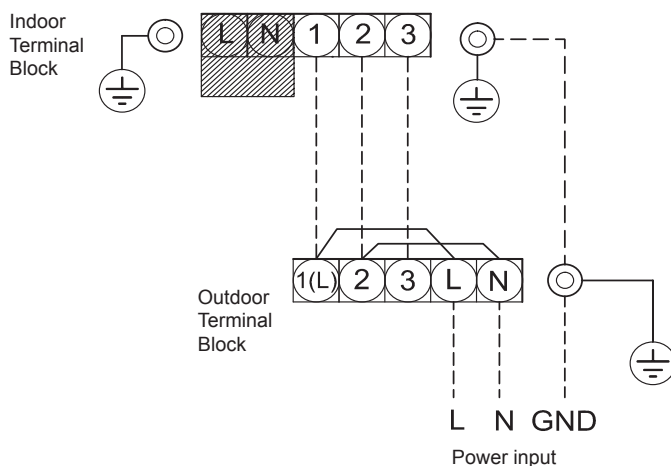 Indoor
Terminal
Block
L N 1 2 3
1(L) 2 3 L N
Outdoor
Terminal
Block
L N GND
Power input